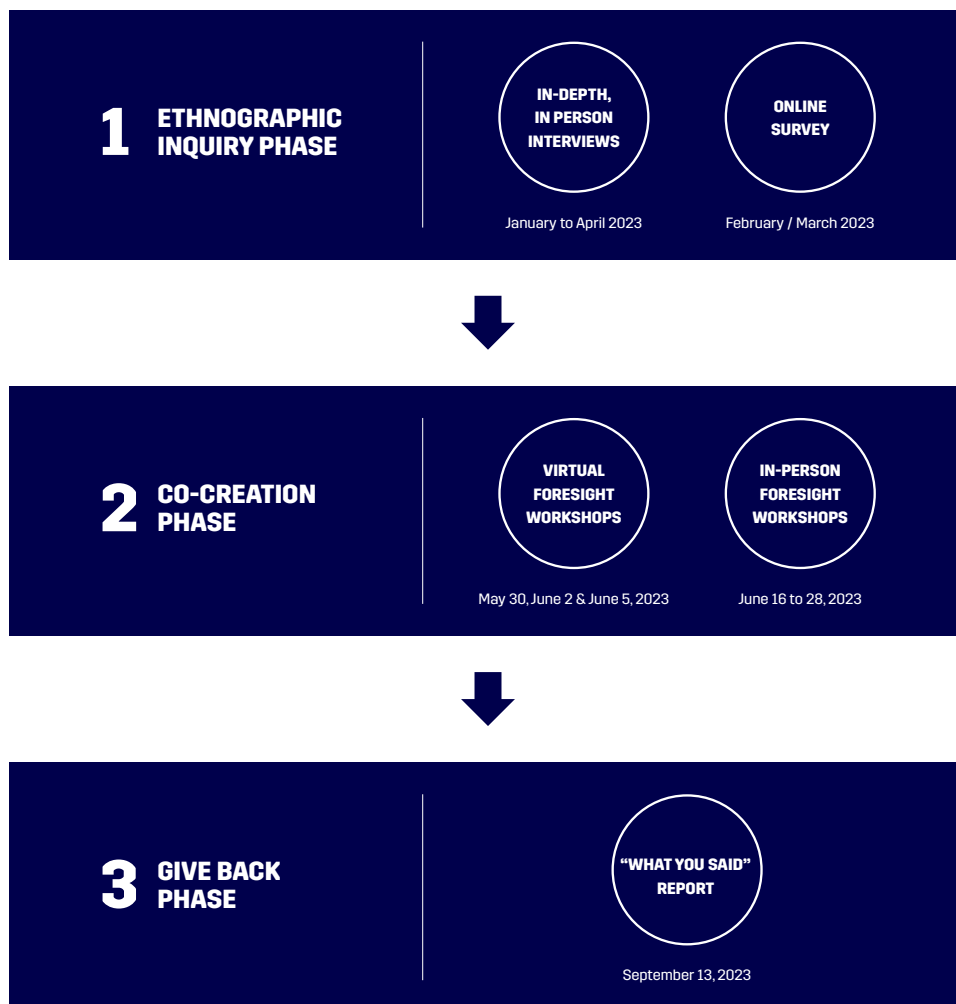 1
ETHNOGRAPHIC
INQUIRY PHASE
IN-DEPTH,
IN PERSON
INTERVIEWS
January to April 2023
ONLINE
SURVEY
February / March 2023
2
CO-CREATION
PHASE
VIRTUAL
FORESIGHT
WORKSHOPS
May 30, June 2 & June 5, 2023
IN-PERSON
FORESIGHT
WORKSHOPS
June 16 to 28, 2023
3
GIVE BACK
PHASE
“WHAT YOU SAID”
REPORT
September 13, 2023